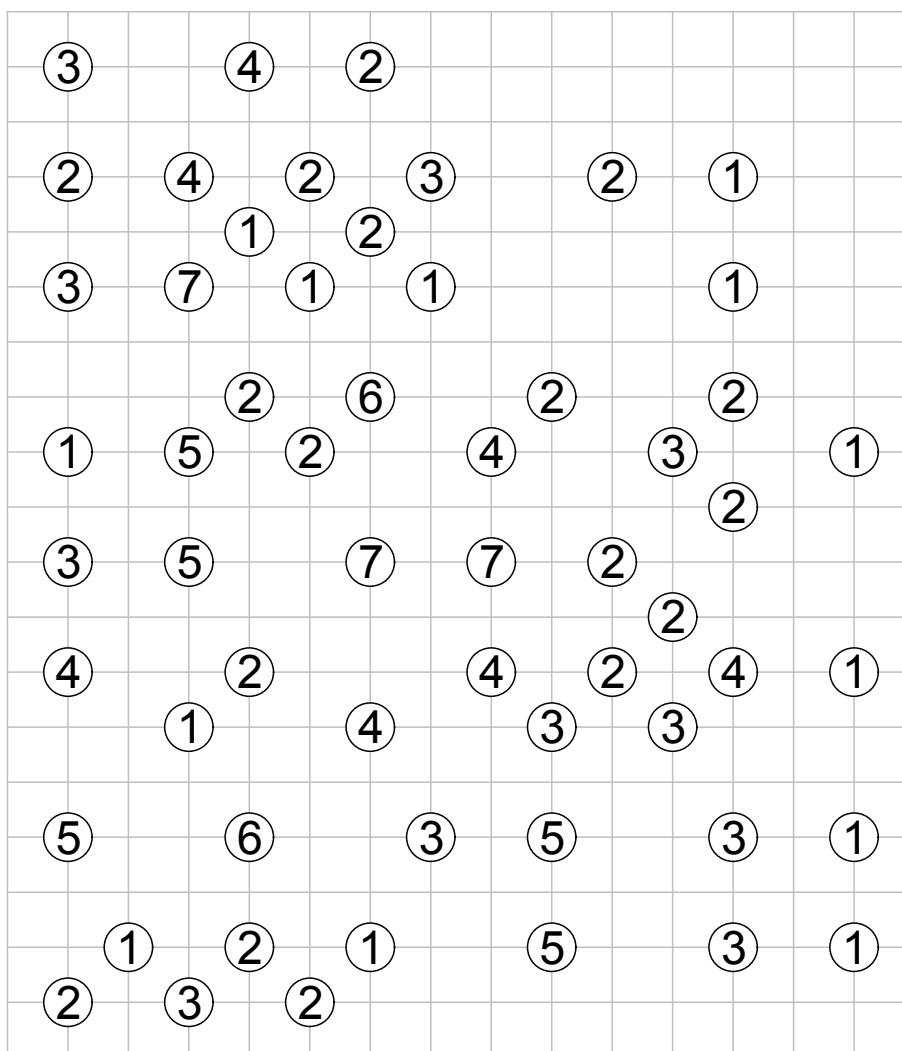 3 4 2
2 4 2 3 2 1
1 2
3 7 1 1 1
2 6 2 2
1 5 2 4 3 1
2
3 5 7 7 2
2
4 2 4 2 4 1
1 4 3 3
5 6 3 5 3 1
1 2 1 5 3 1
2 3 2